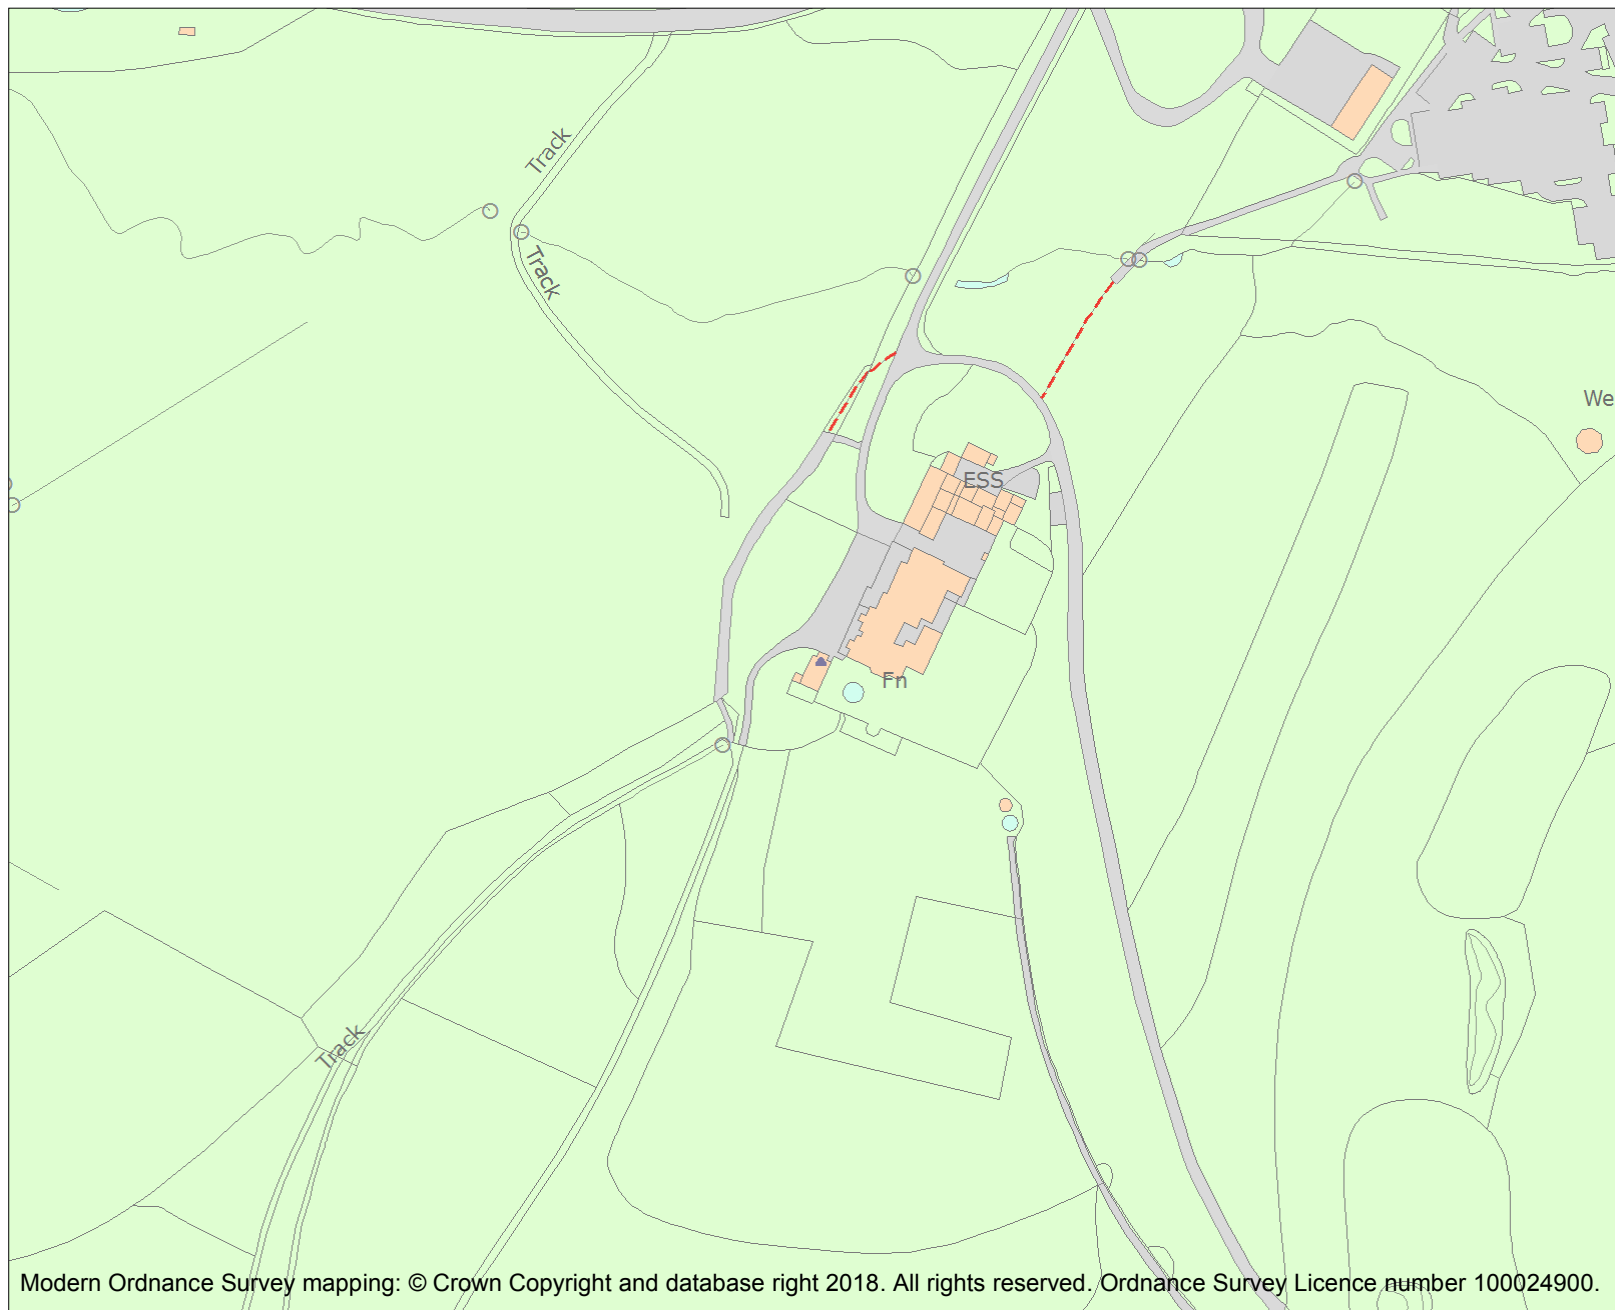 Track
Track
We
ESS
Fn
Track
Modern Ordnance Survey mapping: © Crown Copyright and database right 2018. All rights reserved. Ordnance Survey Licence number 100024900.